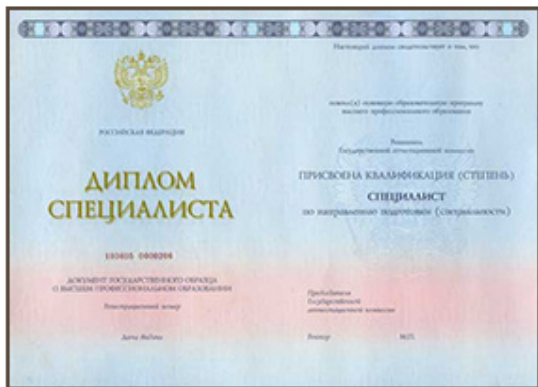 РОССИЙСКАЯ ФЕДЕРАЦИЯ
ДИПЛОМ
СПЕЦИАЛИСТА
ДОКУМЕНТ ГОСУДАРСТВЕННОГО ОБРАЗЦА
О ВЫСШЕМ ПРОФЕССИОНАЛЬНОМ ОБРАЗОВАНИИ
Регистрационный номер
Дата выдачи
Настоящий диплом свидетельствует о том, что
освоил(а) основную образовательную программу
высшего профессионального образования
Решением
Государственной аттестационной комиссии
ПРИСВОЕНА КВАЛИФИКАЦИЯ (СТЕПЕНЬ)
СПЕЦИАЛИСТ
по направлению подготовки (специальности)
Председатель
Государственной
аттестационной комиссии
Ректор М.П.